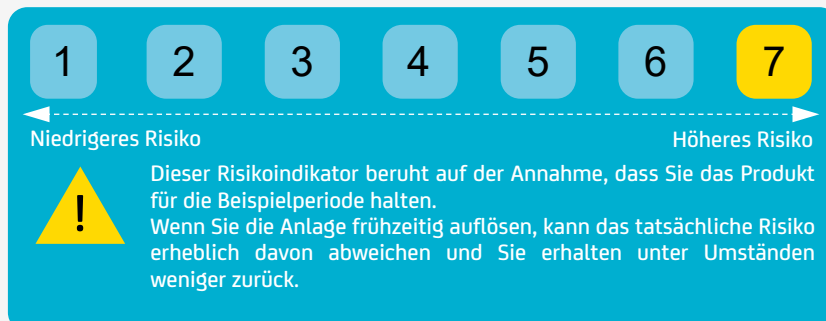 1 2 3 4 5 6 7
Niedrigeres Risiko Höheres Risiko
Dieser Risikoindikator beruht auf der Annahme, dass Sie das Produkt
für die Beispielperiode halten.
!
Wenn Sie die Anlage frühzeitig auflösen, kann das tatsächliche Risiko
erheblich davon abweichen und Sie erhalten unter Umständen
weniger zurück.